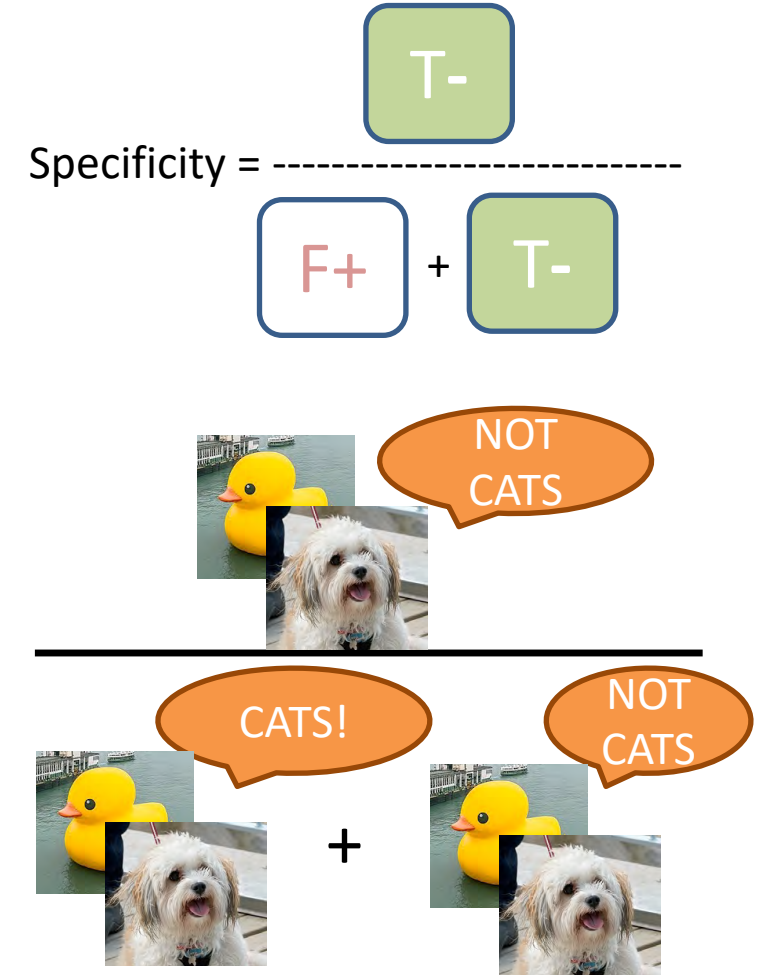 T-
Specificity = ----------------------------
F+ + T-
NOT
CATS
CATS!
NOT
CATS
+